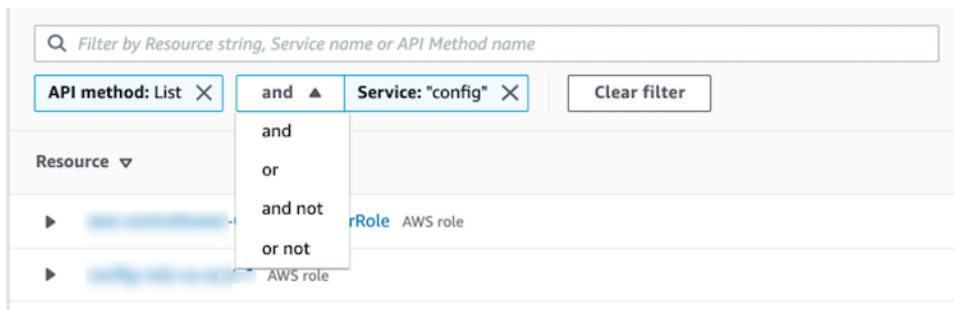 Filter by Resource string, Service name or API Method name
API method: List and Service: "config" Clear filter
and
or
and not
or not
Resource
rRole AWS role
AWS role